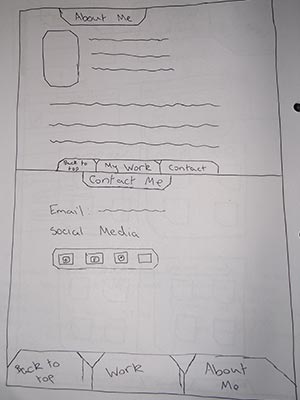 About Me
Back to
top
My Work
Contact
Contact Me
Email:
Social Media
Back to
top
Work
About
Me